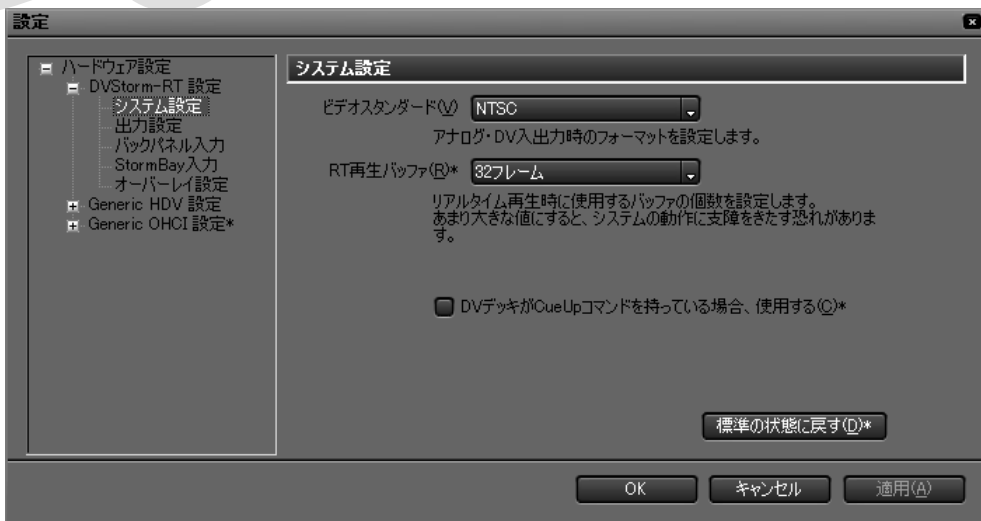 設定
ハードウェア設定
DVStorm-RT 設定
システム設定
出力設定
バックパネル入力
StormBay入力
オーバーレイ設定
Generic HDV 設定
Generic OHCI 設定*
システム設定
ビデオスタンダード(V) NTSC
アナログ・DV入出力時のフォーマットを設定します。
RT再生バッファ(R)* 32フレーム
リアルタイム再生時に使用するバッファの個数を設定します。
あまり大きな値にすると、システムの動作に支障をきたす恐れがありま
す。
DVデッキがCueUpコマンドを持っている場合、使用する(C)*
標準の状態に戻す(D)*
OK キャンセル 適用(A)